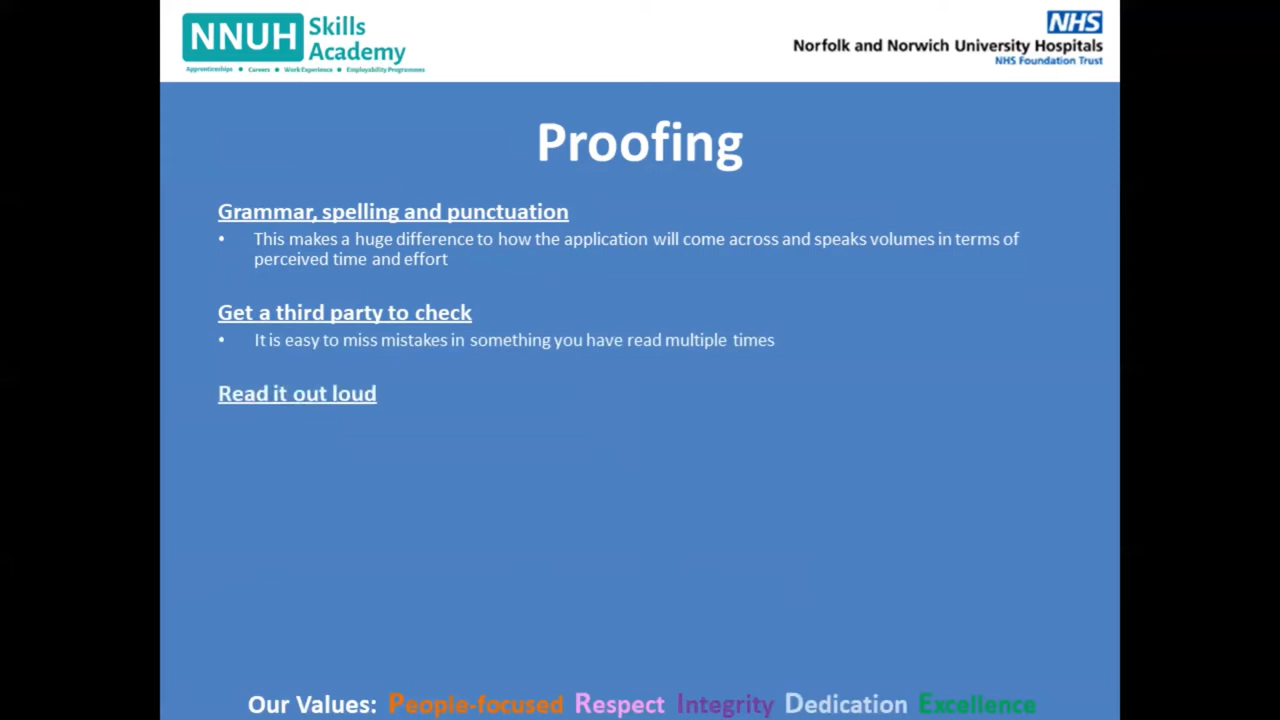 NNUH Skills Academy
Apprenticeships • Careers • Work Experience • Employability Programmes
NHS
Norfolk and Norwich University Hospitals
NHS Foundation Trust
Proofing
Grammar, spelling and punctuation
• This makes a huge difference to how the application will come across and speaks volumes in terms of
perceived time and effort
Get a third party to check
• It is easy to miss mistakes in something you have read multiple times
Read it out loud
Our Values: People-focused Respect Integrity Dedication Excellence